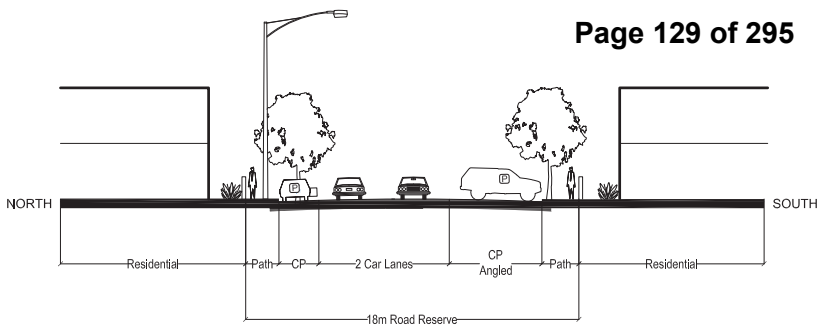 Page 129 of 295
P
P
NORTH
SOUTH
Residential
Path
CP
2 Car Lanes
CP
Angled
Path
Residential
18m Road Reserve